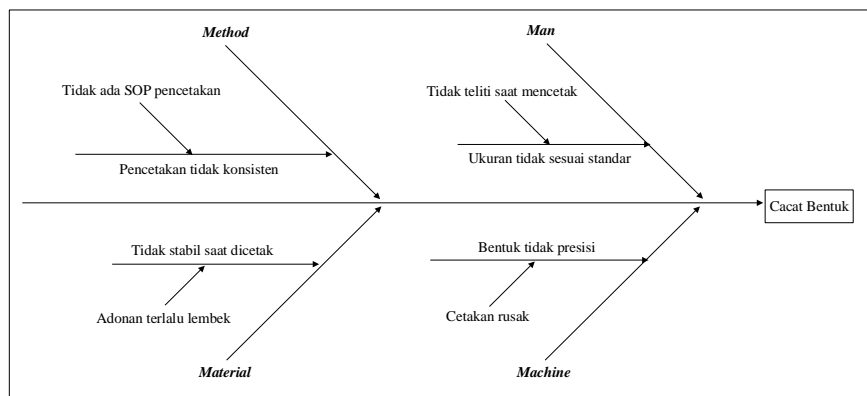 Method
Man
Tidak ada SOP pencetakan
Tidak teliti saat mencetak
Pencetakan tidak konsisten
Ukuran tidak sesuai standar
Cacat Bentuk
Tidak stabil saat dicetak
Bentuk tidak presisi
Adonan terlalu lembek
Cetakan rusak
Material
Machine